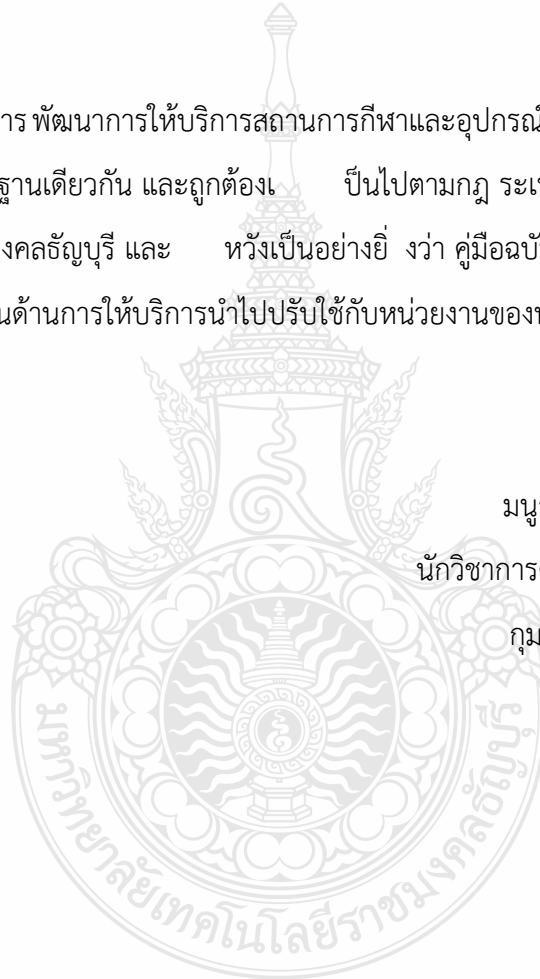 าร พัฒนาการให้บริการสถานการกีฬาและอุปกรณ์
ฐานเดียวกัน และถูกต้องเ ป็นไปตามกฎ ระเ
งคลธัญบุรี และ หวังเป็นอย่างยิ่ งว่า คู่มือฉบั
นด้านการให้บริการนำไปปรับใช้กับหน่วยงานของ
มนู
นักวิชาการ
กุม
มหาวิทยาลัยเทคโนโลยีราชมงคลธัญบุรี